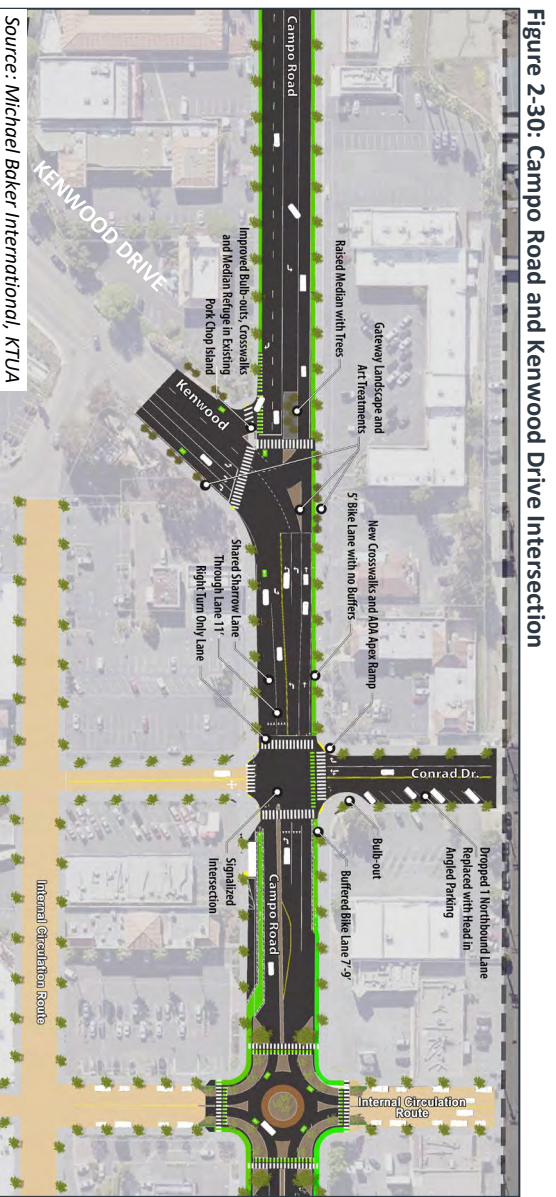 Figure 2-30: Campo Road and Kenwood Drive Intersection
Campo Road
KENWOOD DRIVE
Improved Bulb-outs, Crosswalks
and Median Refuge in Existing
Pork Chop Island
Raised Median with Trees
Gateway Landscape and
Art Treatments
Kenwood
5' Bike Lane with no Buffers
New Crosswalks and ADA Apex Ramp
Shared Sharrow Lane
Through Lane 11'
Right Turn Only Lane
Conrad Dr.
Dropped 1 Northbound Lane
Replaced with Head in
Angled Parking
Bulb-out
Buffered Bike Lane 7'-9'
Signalized
Intersection
Campo Road
Internal Circulation Route
Internal Circulation
Route
Source: Michael Baker International, KTUA